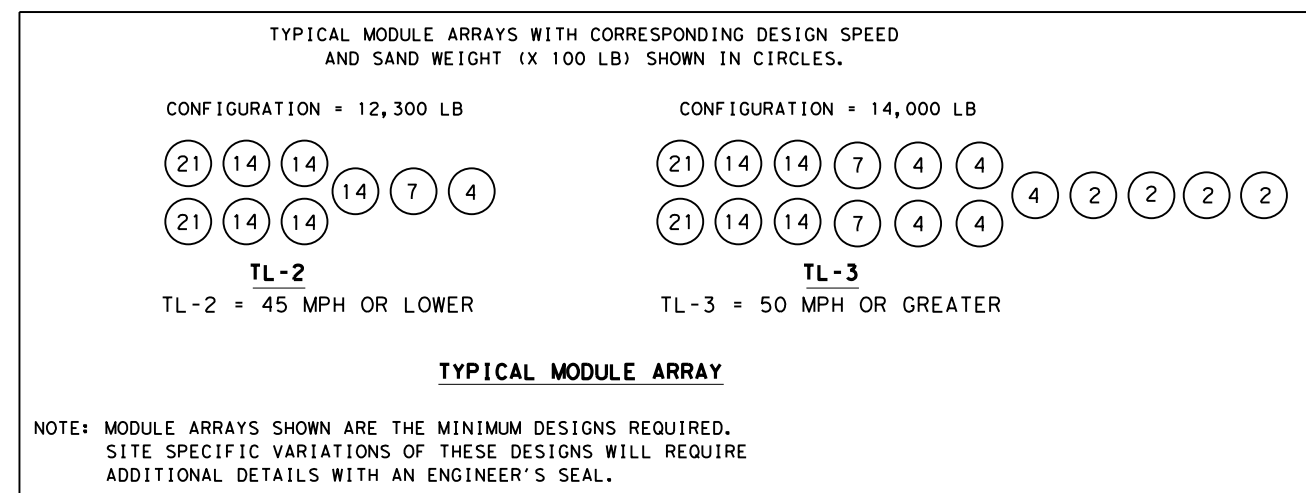 TYPICAL MODULE ARRAYS WITH CORRESPONDING DESIGN SPEED
AND SAND WEIGHT (X 100 LB) SHOWN IN CIRCLES.
CONFIGURATION = 12,300 LB
21 14 14
14 7 4
21 14 14
TL-2
TL-2 = 45 MPH OR LOWER
CONFIGURATION = 14,000 LB
21 14 14 7 4 4
4 2 2 2 2
21 14 14 7 4 4
TL-3
TL-3 = 50 MPH OR GREATER
TYPICAL MODULE ARRAY
NOTE: MODULE ARRAYS SHOWN ARE THE MINIMUM DESIGNS REQUIRED.
SITE SPECIFIC VARIATIONS OF THESE DESIGNS WILL REQUIRE
ADDITIONAL DETAILS WITH AN ENGINEER'S SEAL.